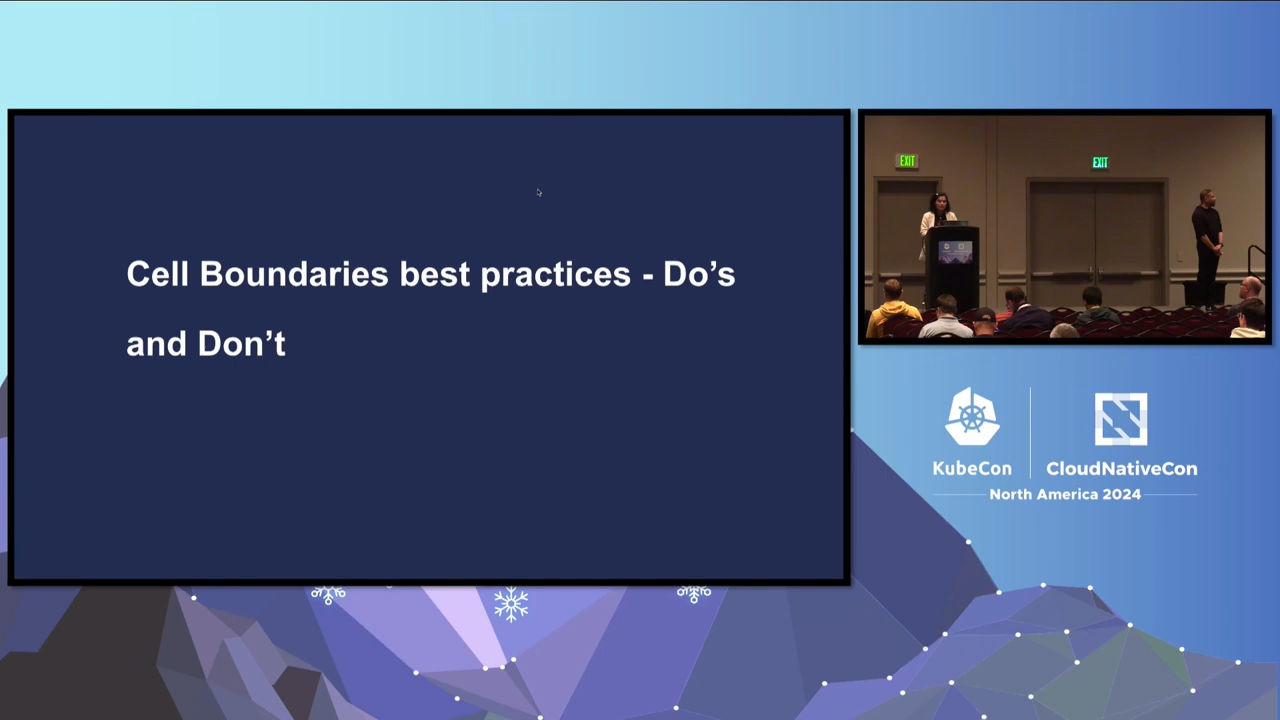 Cell Boundaries best practices - Do’s
and Don’t
EXIT
EXIT
KubeCon
CloudNativeCon
North America 2024